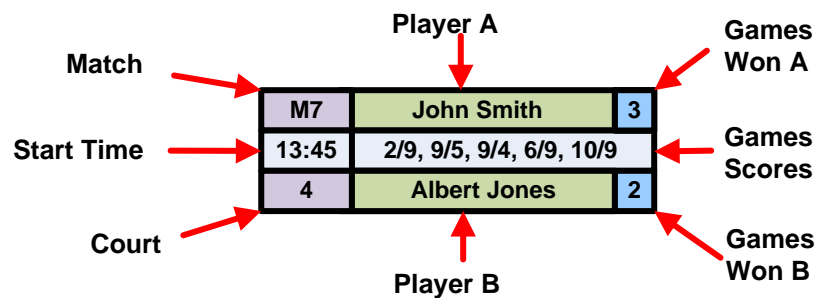 Player A
Games
Won A
Match
M7 John Smith 3
Start Time 13:45 2/9, 9/5, 9/4, 6/9, 10/9 Games
Scores
4 Albert Jones 2
Court
Games
Won B
Player B